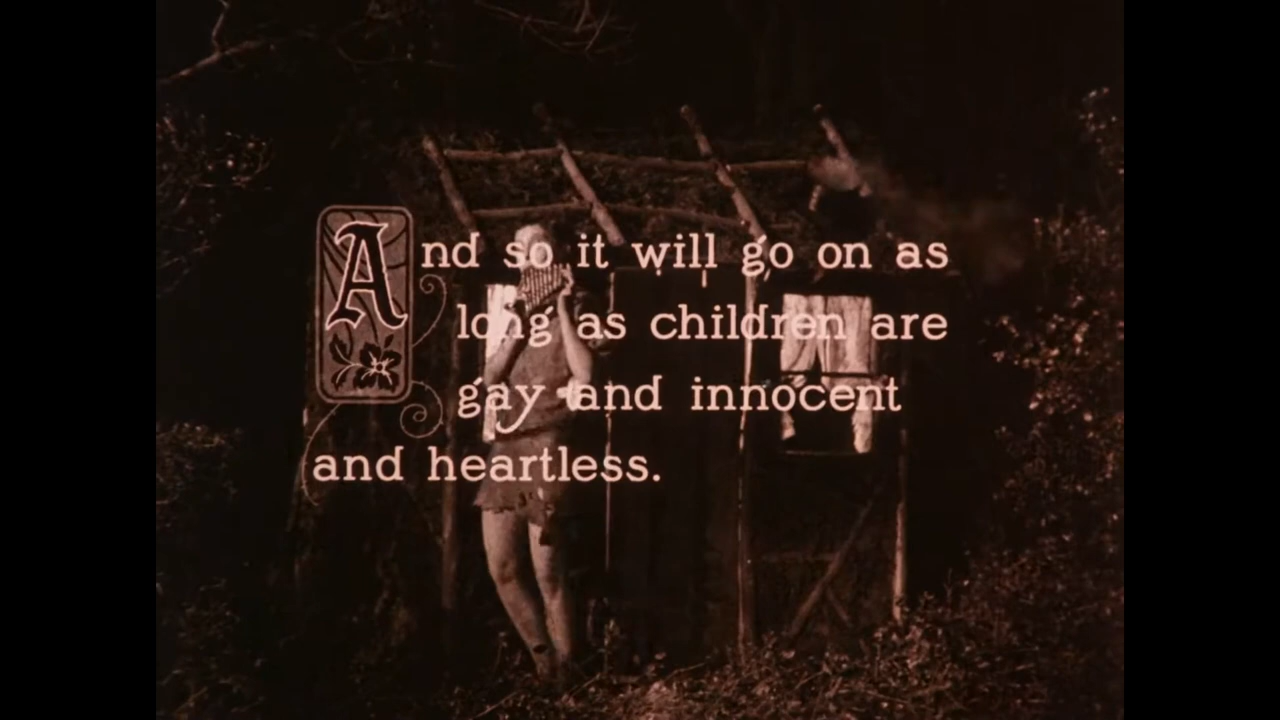 And so it will go on as
long as children are
gay and innocent
and heartless.